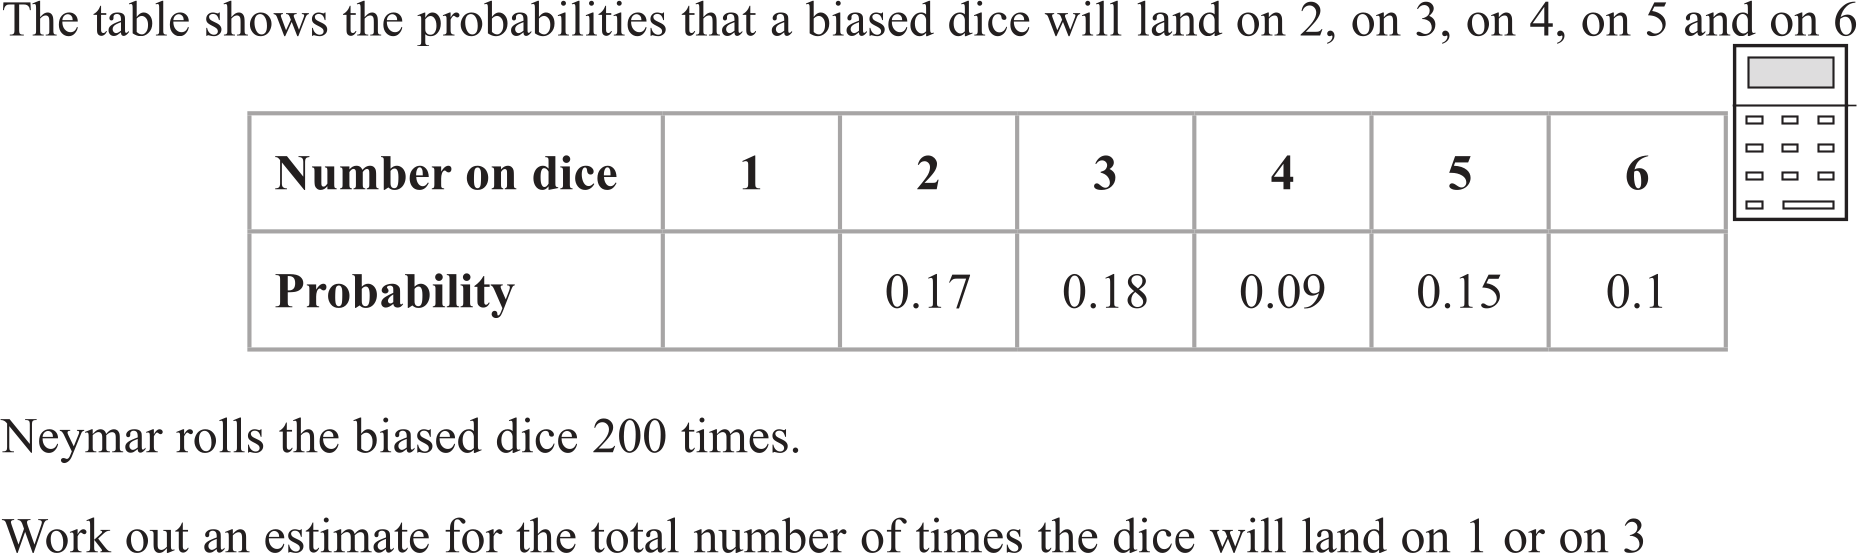 The table shows the probabilities that a biased dice will land on 2, on 3, on 4, on 5 and on 6
Number on dice 1 2 3 4 5 6
Probability 0.17 0.18 0.09 0.15 0.1
Neymar rolls the biased dice 200 times.
Work out an estimate for the total number of times the dice will land on 1 or on 3